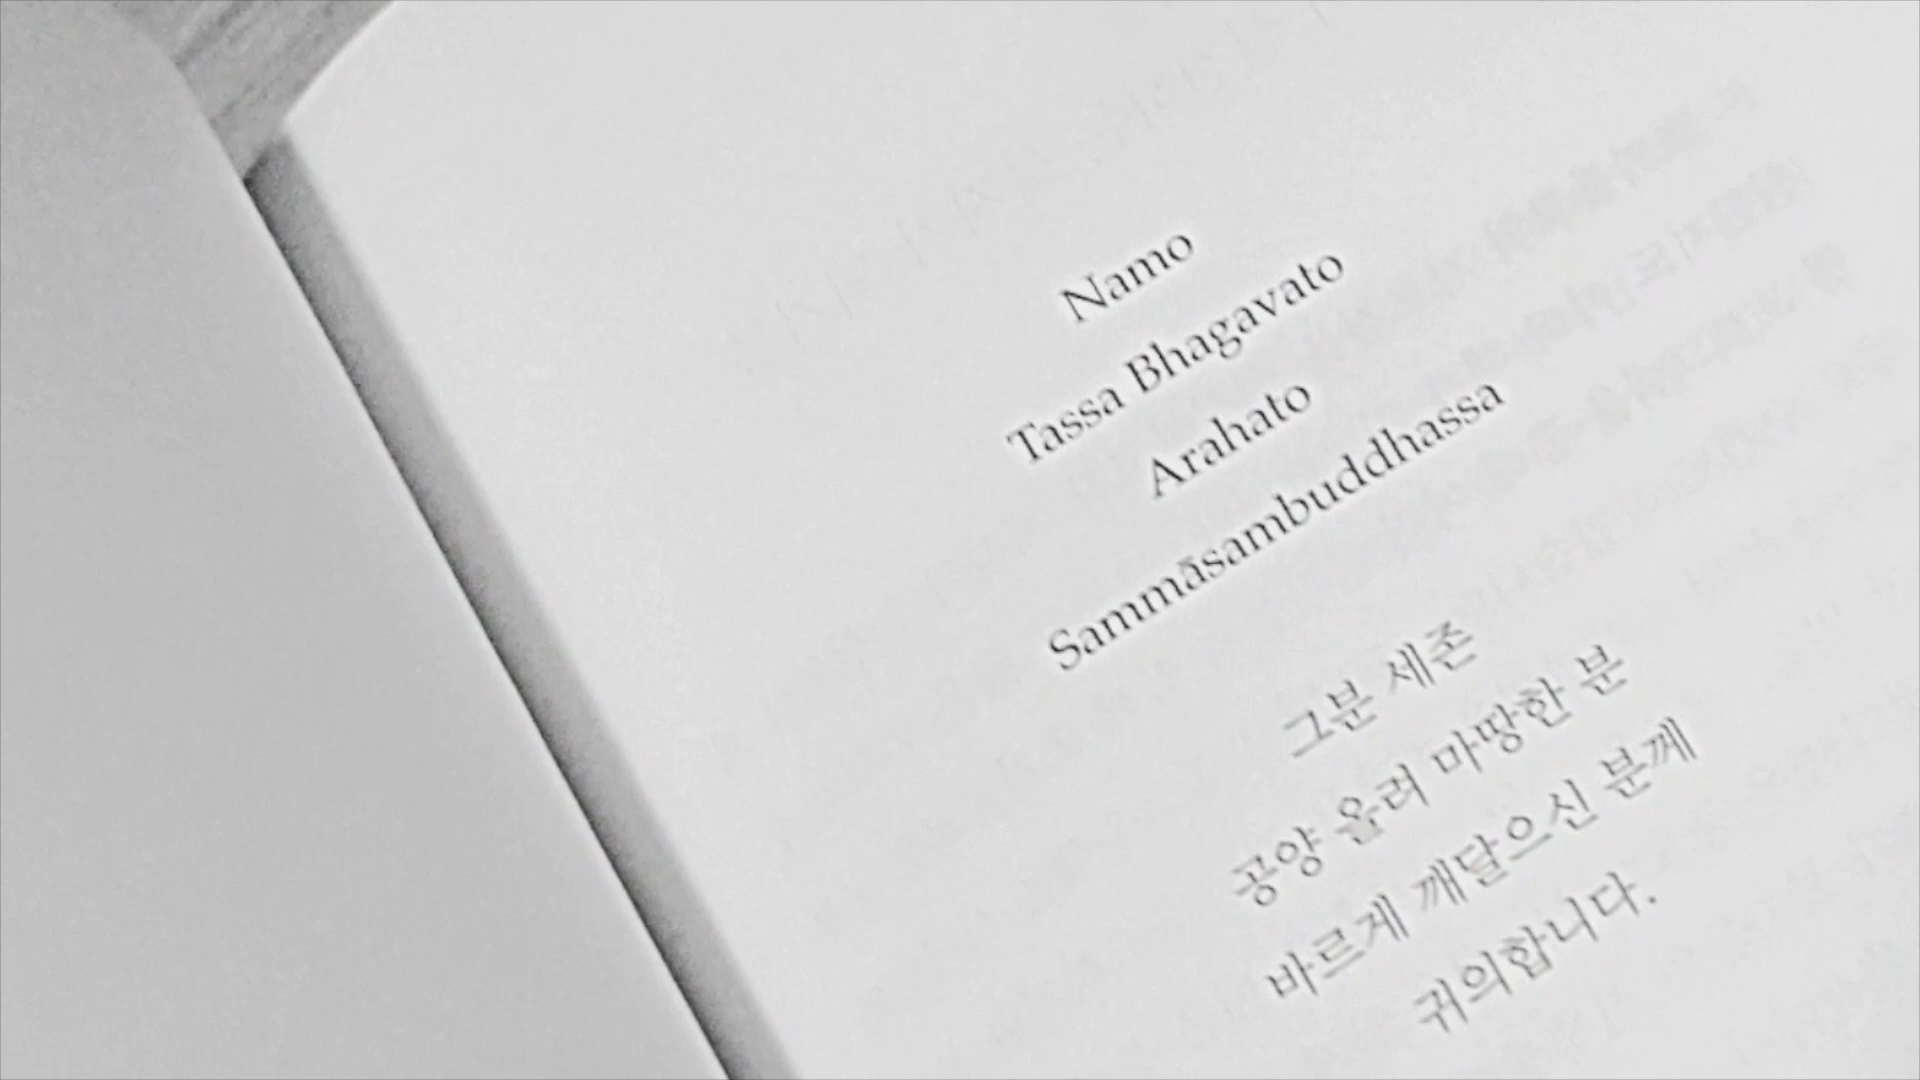 Namo
Tassa Bhagavato
Arahato
Sammāsambuddhassa
그분 세존
공양 올려 마땅한 분
바르게 깨달으신 분께
귀의합니다.